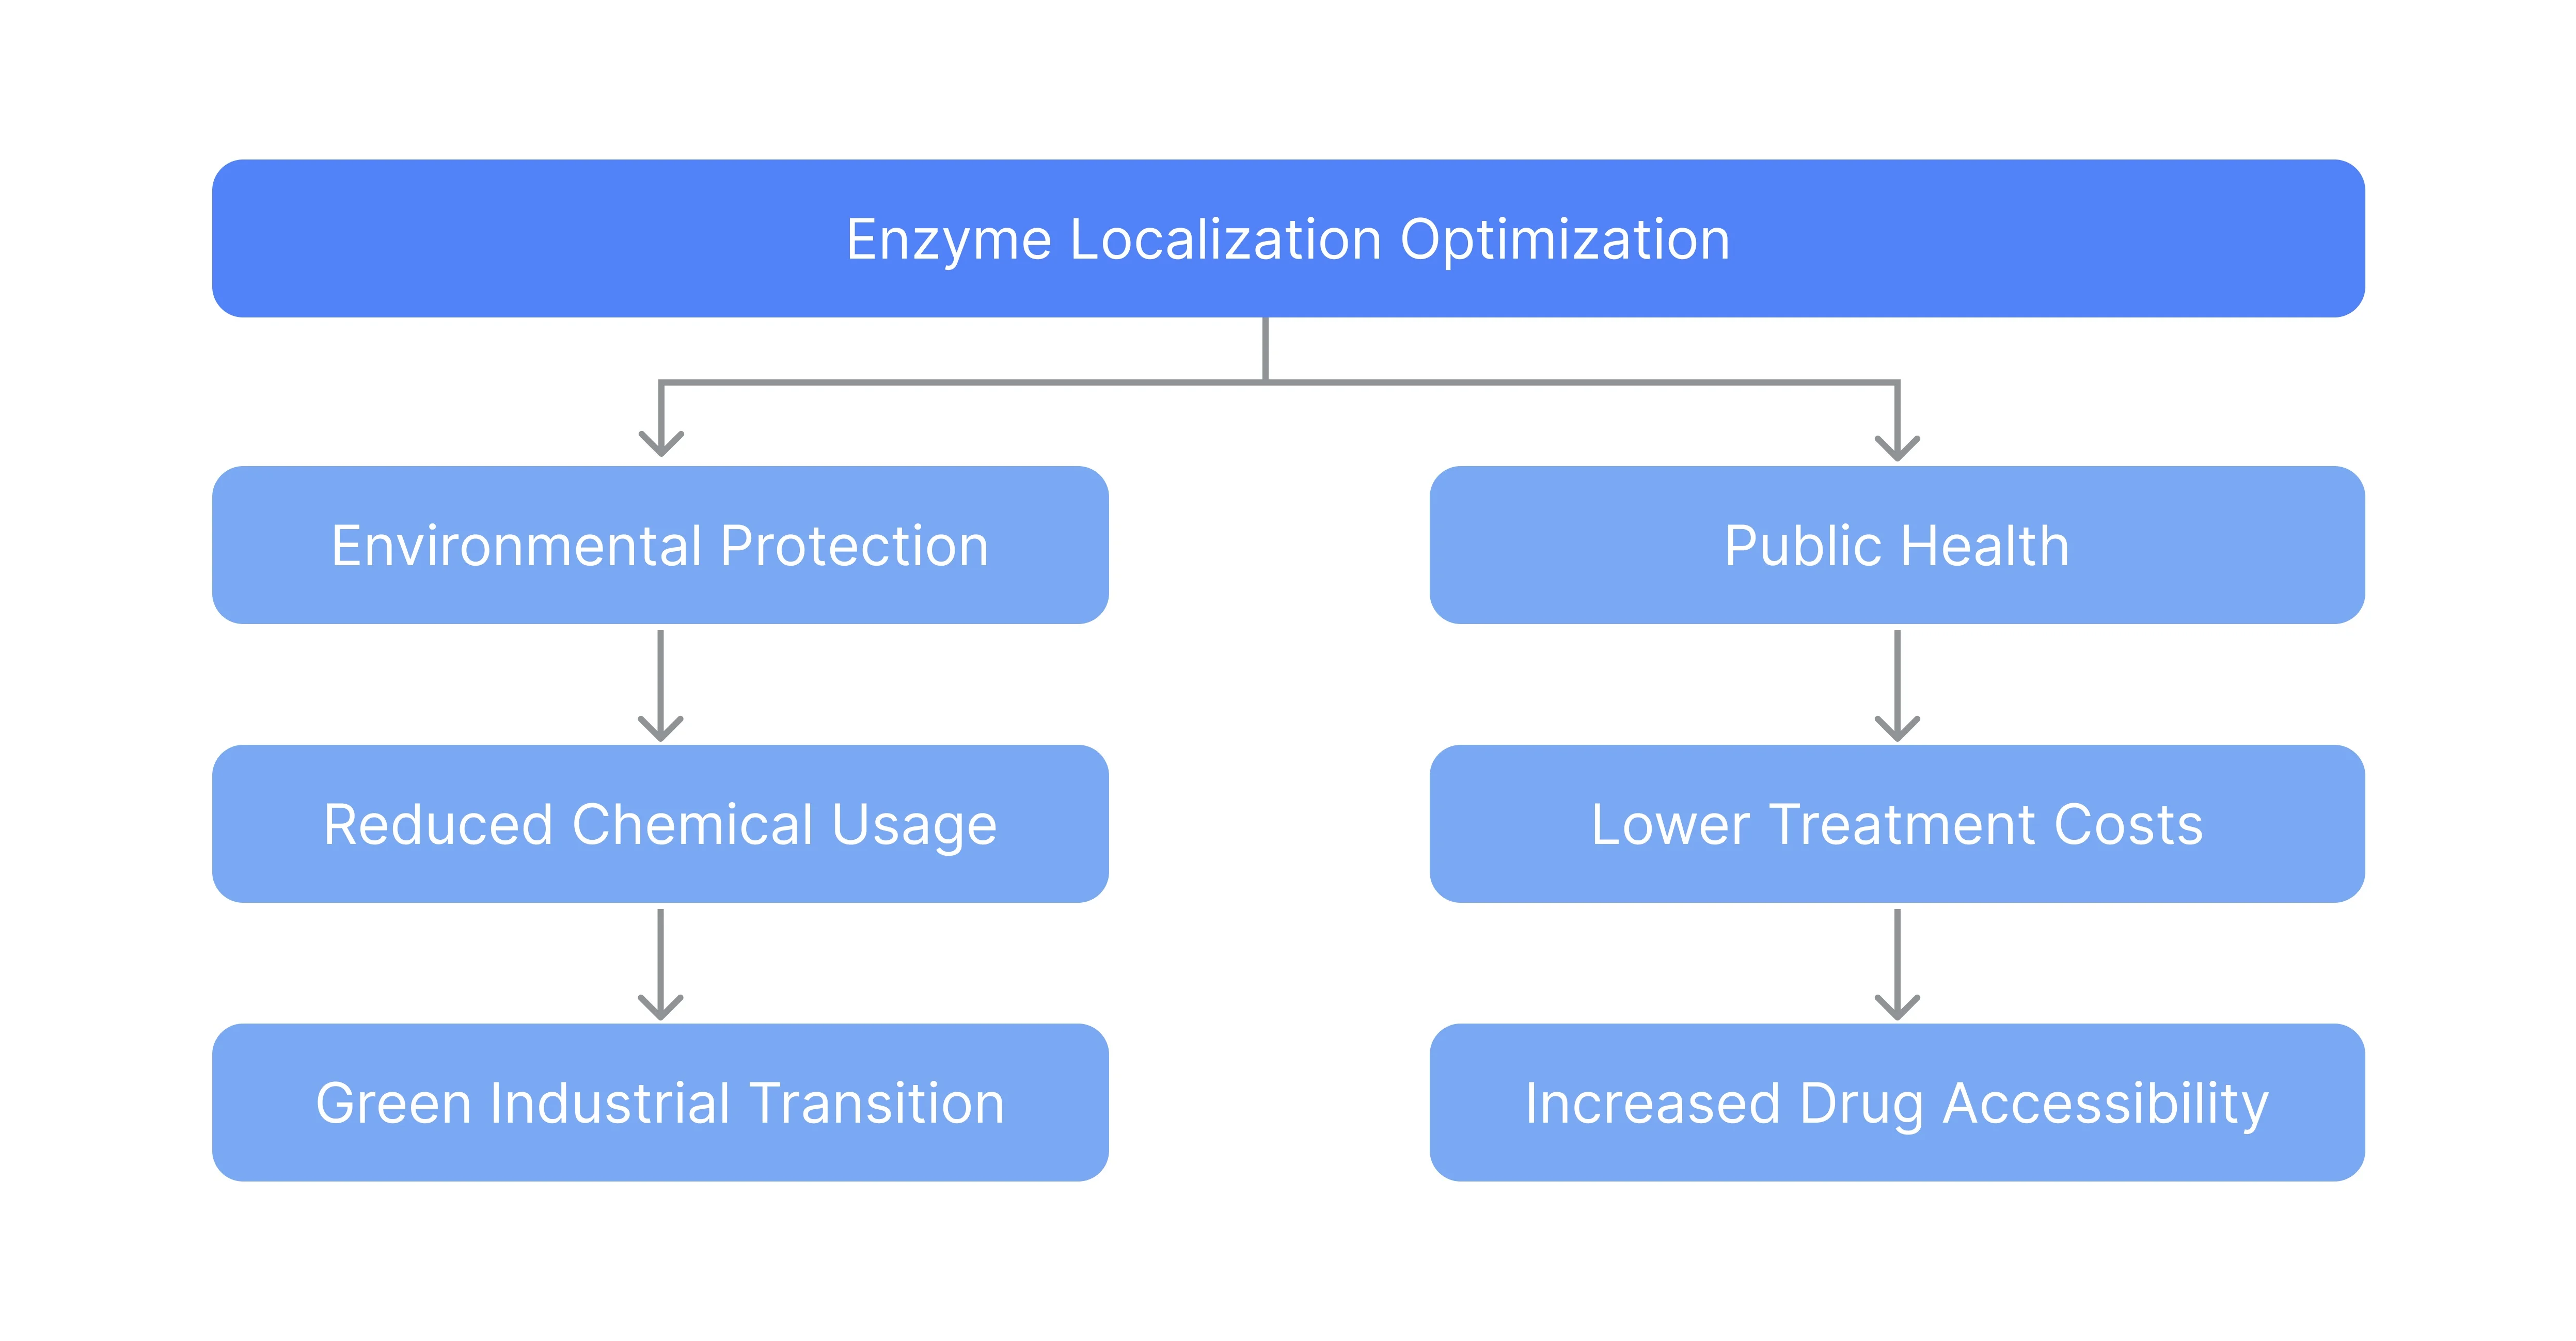 Enzyme Localization Optimization
Environmental Protection
Public Health
Reduced Chemical Usage
Lower Treatment Costs
Green Industrial Transition
Increased Drug Accessibility